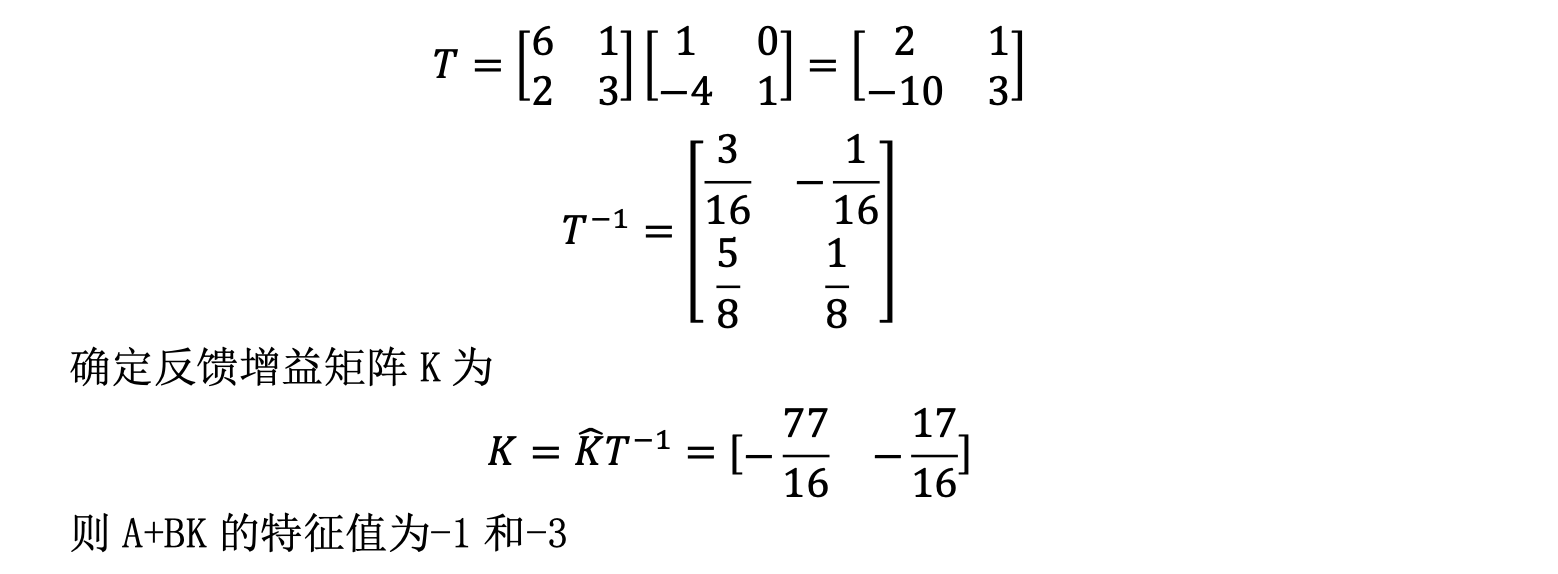 T = [6 1; 2 3] [1 0; −4 1] = [2 1; −10 3]
T⁻¹ = [3/16 −1/16; 5/8 1/8]
确定反馈增益矩阵 K 为
K = K̂T⁻¹ = [−77/16 −17/16]
则 A+BK 的特征值为-1 和-3